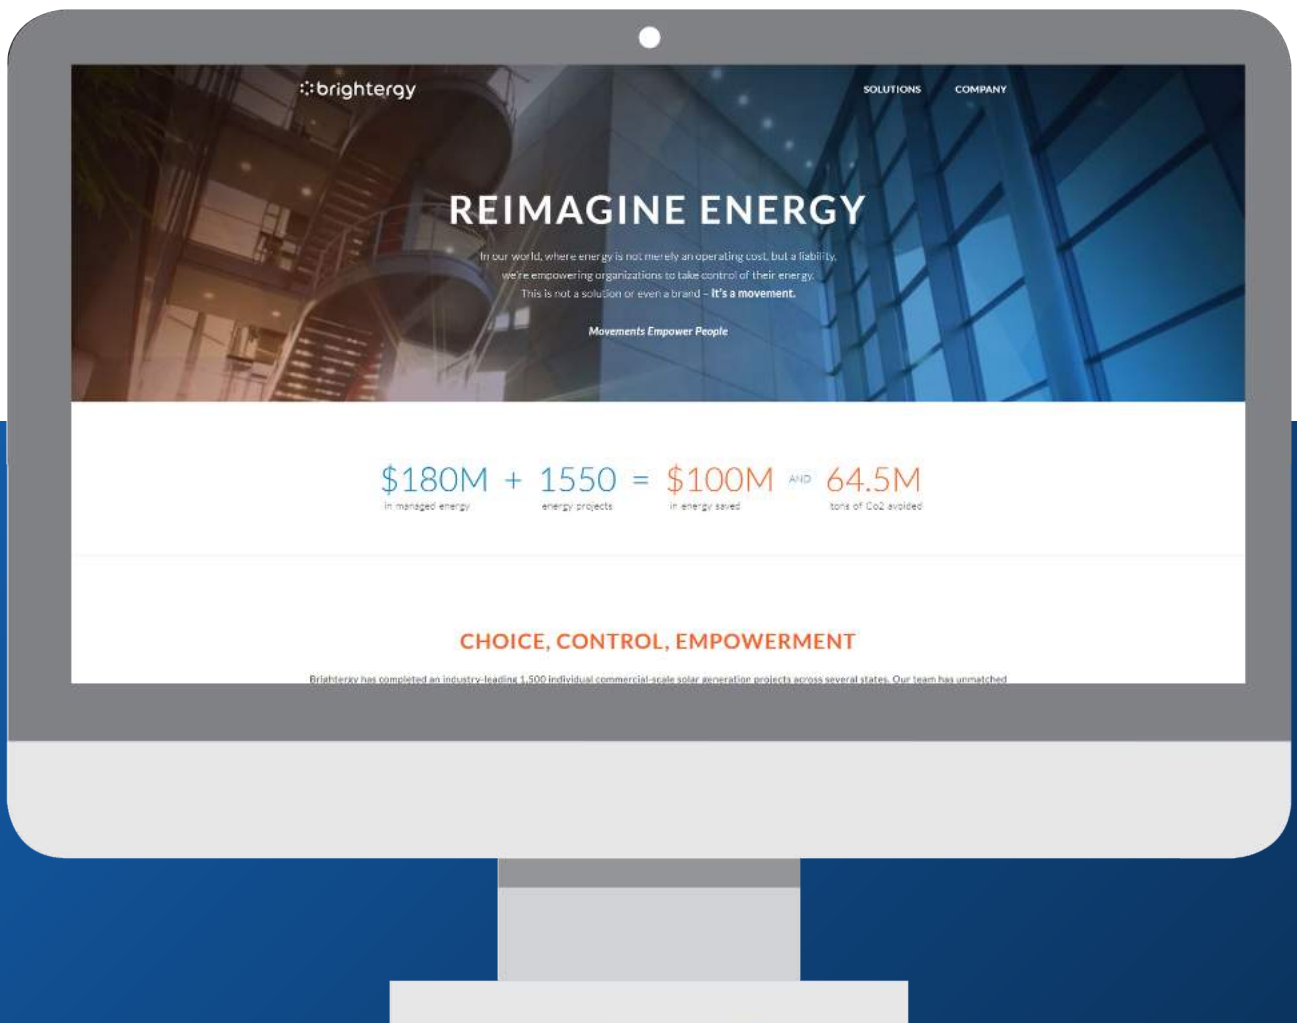 brightergy
SOLUTIONS COMPANY
REIMAGINE ENERGY
In our world, where energy is not merely an operating cost, but a liability,
we're empowering organizations to take control of their energy.
This is not a solution or even a brand – it's a movement.
Movements Empower People
$180M + 1550 = $100M AND 64.5M
in managed energy energy projects in energy saved tons of Co2 avoided
CHOICE, CONTROL, EMPOWERMENT
Brightergy has completed an industry-leading 1,500 individual commercial-scale solar generation projects across several states. Our team has unmatched